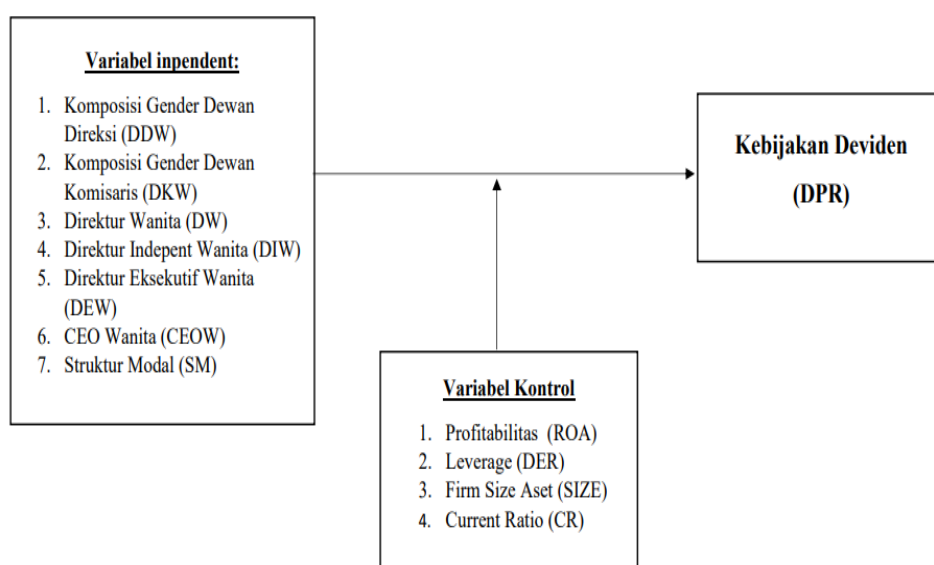 Variabel inpendent:
1. Komposisi Gender Dewan
Direksi (DDW)
2. Komposisi Gender Dewan
Komisaris (DKW)
3. Direktur Wanita (DW)
4. Direktur Indepent Wanita (DIW)
5. Direktur Eksekutif Wanita
(DEW)
6. CEO Wanita (CEOW)
7. Struktur Modal (SM)
Kebijakan Deviden
(DPR)
Variabel Kontrol
1. Profitabilitas (ROA)
2. Leverage (DER)
3. Firm Size Aset (SIZE)
4. Current Ratio (CR)